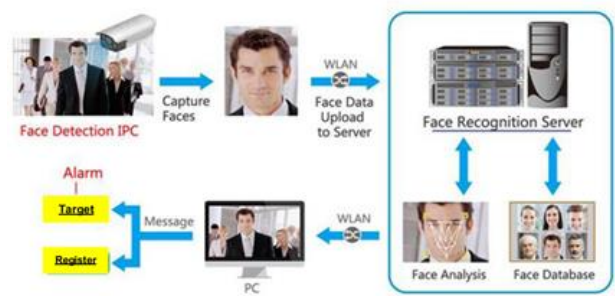 Face Detection IPC
Capture
Faces
WLAN
Face Data
Upload
to Server
Face Recognition Server
Face Analysis
Face Database
WLAN
PC
Message
Alarm
Target
Register